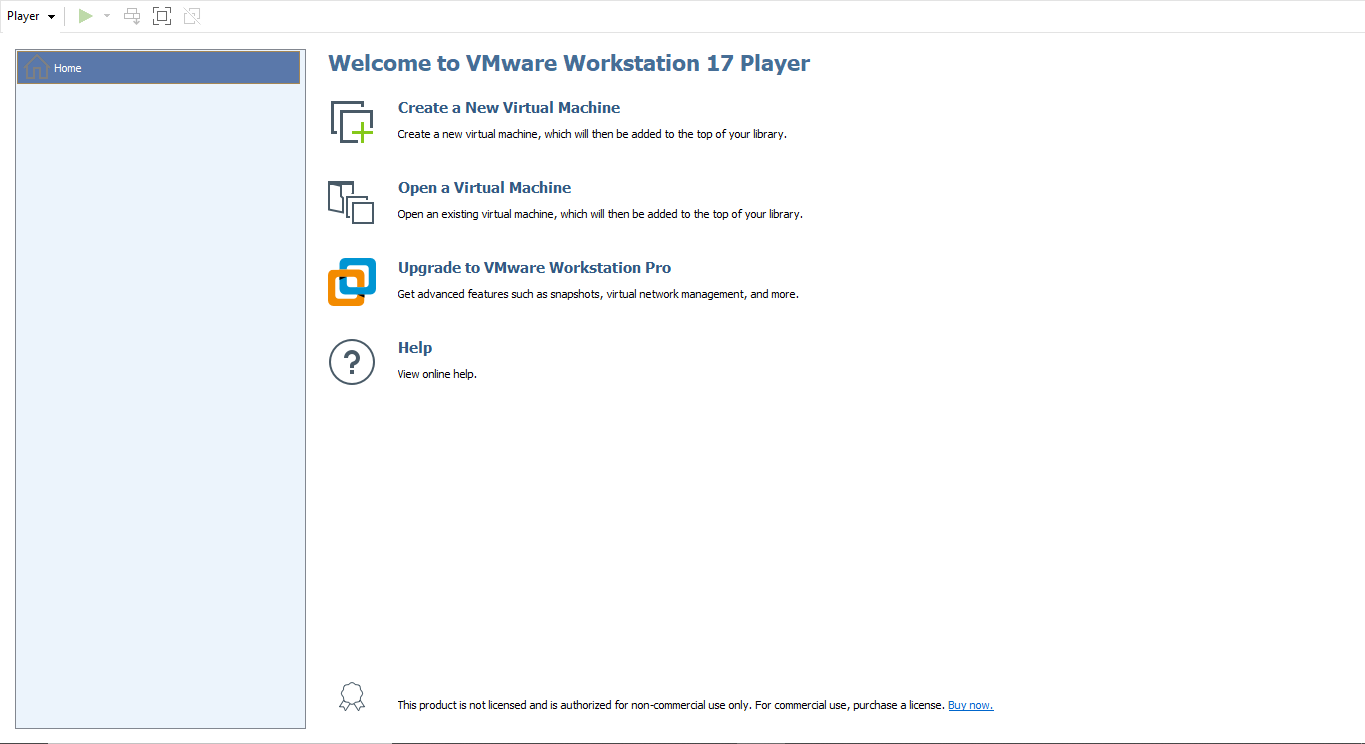 Player
Home
Welcome to VMware Workstation 17 Player
Create a New Virtual Machine
Create a new virtual machine, which will then be added to the top of your library.
Open a Virtual Machine
Open an existing virtual machine, which will then be added to the top of your library.
Upgrade to VMware Workstation Pro
Get advanced features such as snapshots, virtual network management, and more.
Help
View online help.
This product is not licensed and is authorized for non-commercial use only. For commercial use, purchase a license. Buy now.